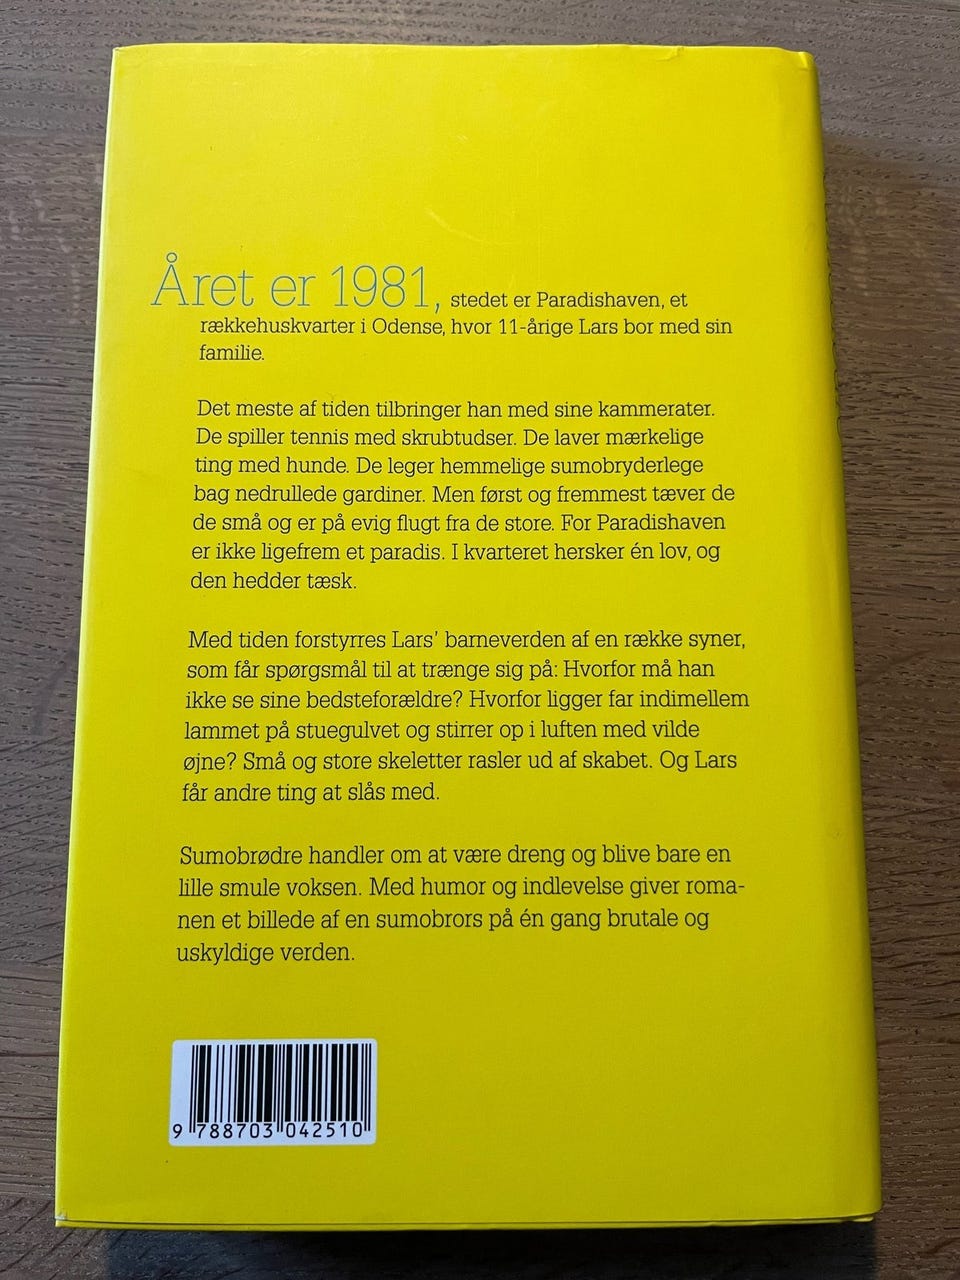 Året er 1981, stedet er Paradishaven, et
rækkehuskvarter i Odense, hvor 11-årige Lars bor med sin
familie.
Det meste af tiden tilbringer han med sine kammerater.
De spiller tennis med skrubtudser. De laver mærkelige
ting med hunde. De leger hemmelige sumobryderlege
bag nedrullede gardiner. Men først og fremmest tæver de
de små og er på evig flugt fra de store. For Paradishaven
er ikke ligefrem et paradis. I kvarteret hersker én lov, og
den hedder tæsk.
Med tiden forstyrres Lars' barneverden af en række syner,
som får spørgsmål til at trænge sig på: Hvorfor må han
ikke se sine bedsteforældre? Hvorfor ligger far indimellem
lammet på stuegulvet og stirrer op i luften med vilde
øjne? Små og store skeletter rasler ud af skabet. Og Lars
får andre ting at slås med.
Sumobrødre handler om at være dreng og blive bare en
lille smule voksen. Med humor og indlevelse giver roma-
nen et billede af en sumobrors på én gang brutale og
uskyldige verden.
9 788703 042510